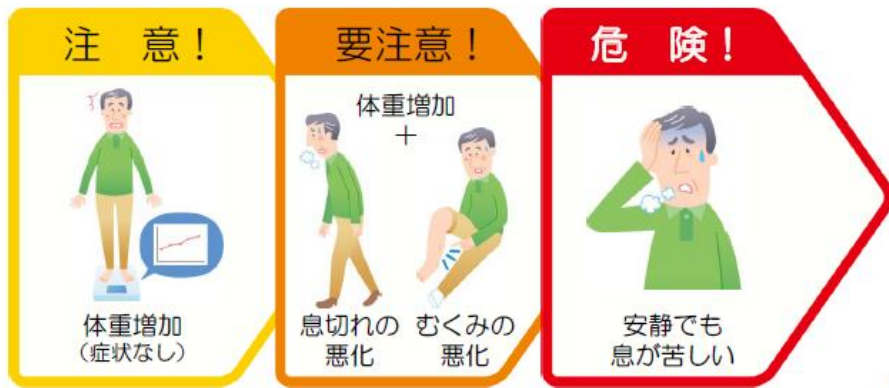 注 意！
体重増加
（症状なし）
要注意！
体重増加
＋
息切れの
悪化
むくみの
悪化
危 険！
安静でも
息が苦しい